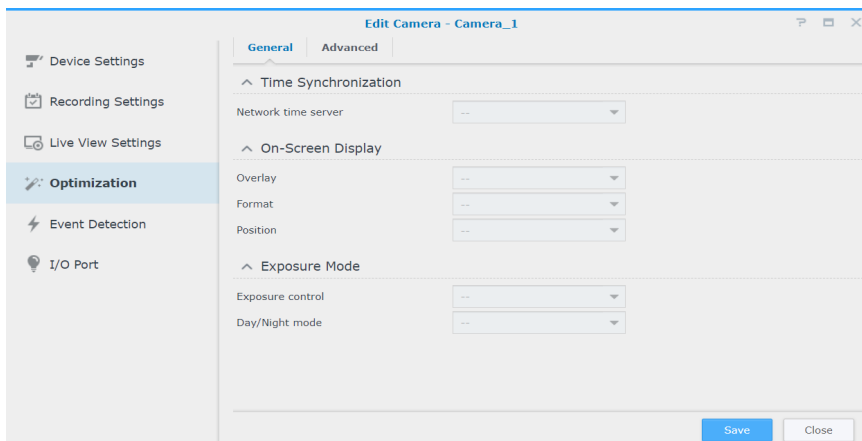 Edit Camera - Camera_1
Device Settings
Recording Settings
Live View Settings
Optimization
Event Detection
I/O Port
General Advanced
Time Synchronization
Network time server --
On-Screen Display
Overlay --
Format --
Position --
Exposure Mode
Exposure control --
Day/Night mode --
Save Close